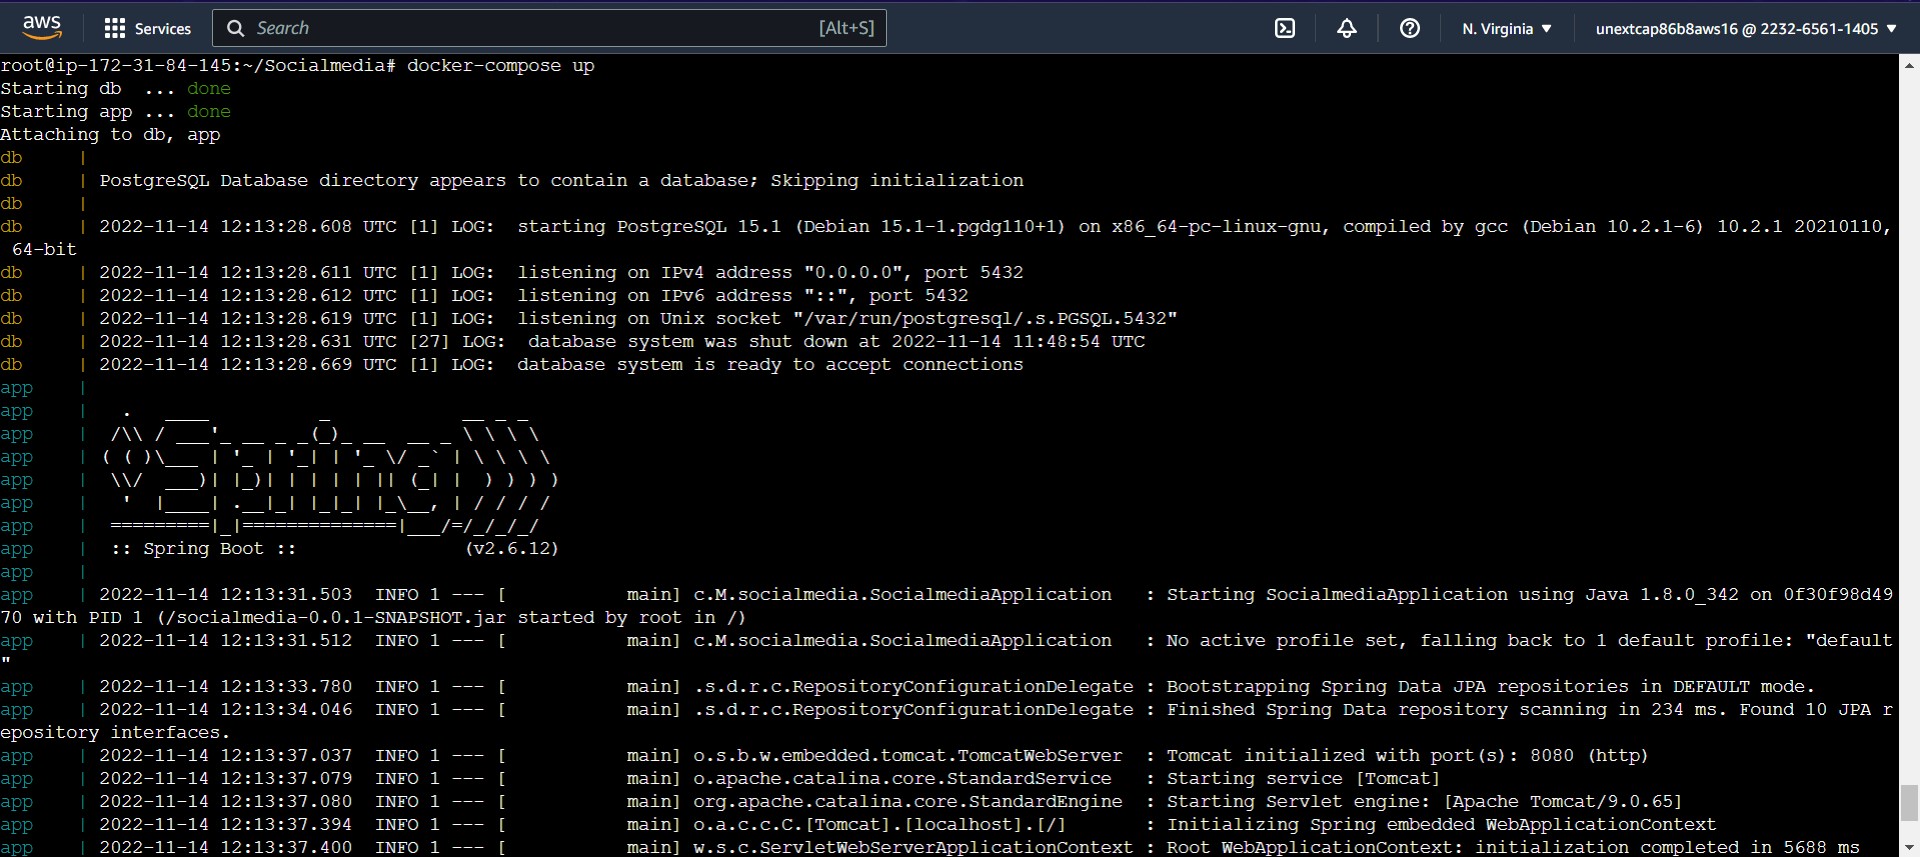 aws
Services
Search
[Alt+S]
N. Virginia ▼
unextcap86b8aws16 @ 2232-6561-1405 ▼
root@ip-172-31-84-145:~/Socialmedia# docker-compose up
Starting db  ... done
Starting app ... done
Attaching to db, app
db     |
db     | PostgreSQL Database directory appears to contain a database; Skipping initialization
db     |
db     | 2022-11-14 12:13:28.608 UTC [1] LOG:  starting PostgreSQL 15.1 (Debian 15.1-1.pgdg110+1) on x86_64-pc-linux-gnu, compiled by gcc (Debian 10.2.1-6) 10.2.1 20210110,
 64-bit
db     | 2022-11-14 12:13:28.611 UTC [1] LOG:  listening on IPv4 address "0.0.0.0", port 5432
db     | 2022-11-14 12:13:28.612 UTC [1] LOG:  listening on IPv6 address "::", port 5432
db     | 2022-11-14 12:13:28.619 UTC [1] LOG:  listening on Unix socket "/var/run/postgresql/.s.PGSQL.5432"
db     | 2022-11-14 12:13:28.631 UTC [27] LOG:  database system was shut down at 2022-11-14 11:48:54 UTC
db     | 2022-11-14 12:13:28.669 UTC [1] LOG:  database system is ready to accept connections
app    |
app    |   .   ____          _            __ _ _
app    |  /\\ / ___'_ __ _ _(_)_ __  __ _ \ \ \ \
app    | ( ( )\___ | '_ | '_| | '_ \/ _` | \ \ \ \
app    |  \\/  ___)| |_)| | | | | || (_| |  ) ) ) )
app    |   '  |____| .__|_| |_|_| |_\__, | / / / /
app    |  =========|_|==============|___/=/_/_/_/
app    |  :: Spring Boot ::               (v2.6.12)
app    |
app    | 2022-11-14 12:13:31.503  INFO 1 --- [           main] c.M.socialmedia.SocialmediaApplication   : Starting SocialmediaApplication using Java 1.8.0_342 on 0f30f98d49
70 with PID 1 (/socialmedia-0.0.1-SNAPSHOT.jar started by root in /)
app    | 2022-11-14 12:13:31.512  INFO 1 --- [           main] c.M.socialmedia.SocialmediaApplication   : No active profile set, falling back to 1 default profile: "default
"
app    | 2022-11-14 12:13:33.780  INFO 1 --- [           main] .s.d.r.c.RepositoryConfigurationDelegate : Bootstrapping Spring Data JPA repositories in DEFAULT mode.
app    | 2022-11-14 12:13:34.046  INFO 1 --- [           main] .s.d.r.c.RepositoryConfigurationDelegate : Finished Spring Data repository scanning in 234 ms. Found 10 JPA r
epository interfaces.
app    | 2022-11-14 12:13:37.037  INFO 1 --- [           main] o.s.b.w.embedded.tomcat.TomcatWebServer  : Tomcat initialized with port(s): 8080 (http)
app    | 2022-11-14 12:13:37.079  INFO 1 --- [           main] o.apache.catalina.core.StandardService   : Starting service [Tomcat]
app    | 2022-11-14 12:13:37.080  INFO 1 --- [           main] org.apache.catalina.core.StandardEngine  : Starting Servlet engine: [Apache Tomcat/9.0.65]
app    | 2022-11-14 12:13:37.394  INFO 1 --- [           main] o.a.c.c.C.[Tomcat].[localhost].[/]       : Initializing Spring embedded WebApplicationContext
app    | 2022-11-14 12:13:37.400  INFO 1 --- [           main] w.s.c.ServletWebServerApplicationContext : Root WebApplicationContext: initialization completed in 5688 ms